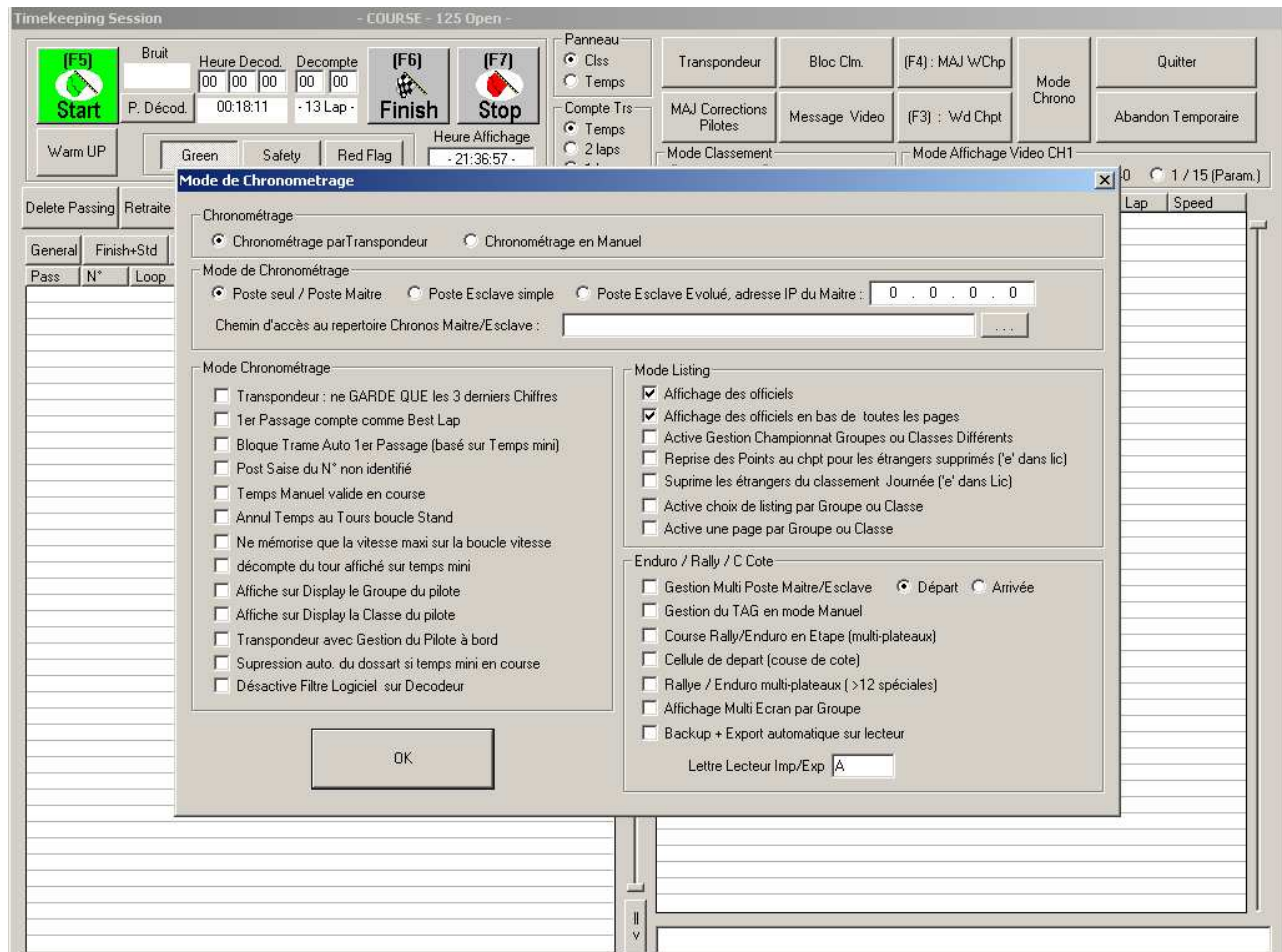 Timekeeping Session - COURSE - 125 Open -
(F5) Start
Bruit
Heure Decod. Decompte
00 00 00 00 00
P. Décod. 00:18:11 - 13 Lap -
(F6) Finish
(F7) Stop
Panneau
Clss
Temps
Compte Trs
Temps
2 laps
Transpondeur
Bloc Clm.
(F4) : MAJ WChp
Mode Chrono
Quitter
MAJ Corrections Pilotes
Message Video
(F3) : Wd Chpt
Abandon Temporaire
Warm UP
Green Safety Red Flag
Heure Affichage
- 21:36:57 -
Mode Classement
Mode Affichage Video CH1
1 / 15 (Param.)
Delete Passing Retraite
General Finish+Std
Pass N° Loop
Lap Speed
Mode de Chronometrage
Chronométrage
Chronométrage parTranspondeur Chronométrage en Manuel
Mode de Chronométrage
Poste seul / Poste Maitre Poste Esclave simple Poste Esclave Evolué, adresse IP du Maitre : 0 . 0 . 0 . 0
Chemin d'accès au repertoire Chronos Maitre/Esclave : ...
Mode Chronométrage
Transpondeur : ne GARDE QUE les 3 derniers Chiffres
1er Passage compte comme Best Lap
Bloque Trame Auto 1er Passage (basé sur Temps mini)
Post Saise du N° non identifié
Temps Manuel valide en course
Annul Temps au Tours boucle Stand
Ne mémorise que la vitesse maxi sur la boucle vitesse
décompte du tour affiché sur temps mini
Affiche sur Display le Groupe du pilote
Affiche sur Display la Classe du pilote
Transpondeur avec Gestion du Pilote à bord
Supression auto. du dossart si temps mini en course
Désactive Filtre Logiciel sur Decodeur
OK
Mode Listing
Affichage des officiels
Affichage des officiels en bas de toutes les pages
Active Gestion Championnat Groupes ou Classes Différents
Reprise des Points au chpt pour les étrangers supprimés ('e' dans lic)
Suprime les étrangers du classement Journée ('e' dans Lic)
Active choix de listing par Groupe ou Classe
Active une page par Groupe ou Classe
Enduro / Rally / C Cote
Gestion Multi Poste Maitre/Esclave Départ Arrivée
Gestion du TAG en mode Manuel
Course Rally/Enduro en Etape (multi-plateaux)
Cellule de depart (couse de cote)
Rallye / Enduro multi-plateaux ( >12 spéciales)
Affichage Multi Ecran par Groupe
Backup + Export automatique sur lecteur
Lettre Lecteur Imp/Exp A